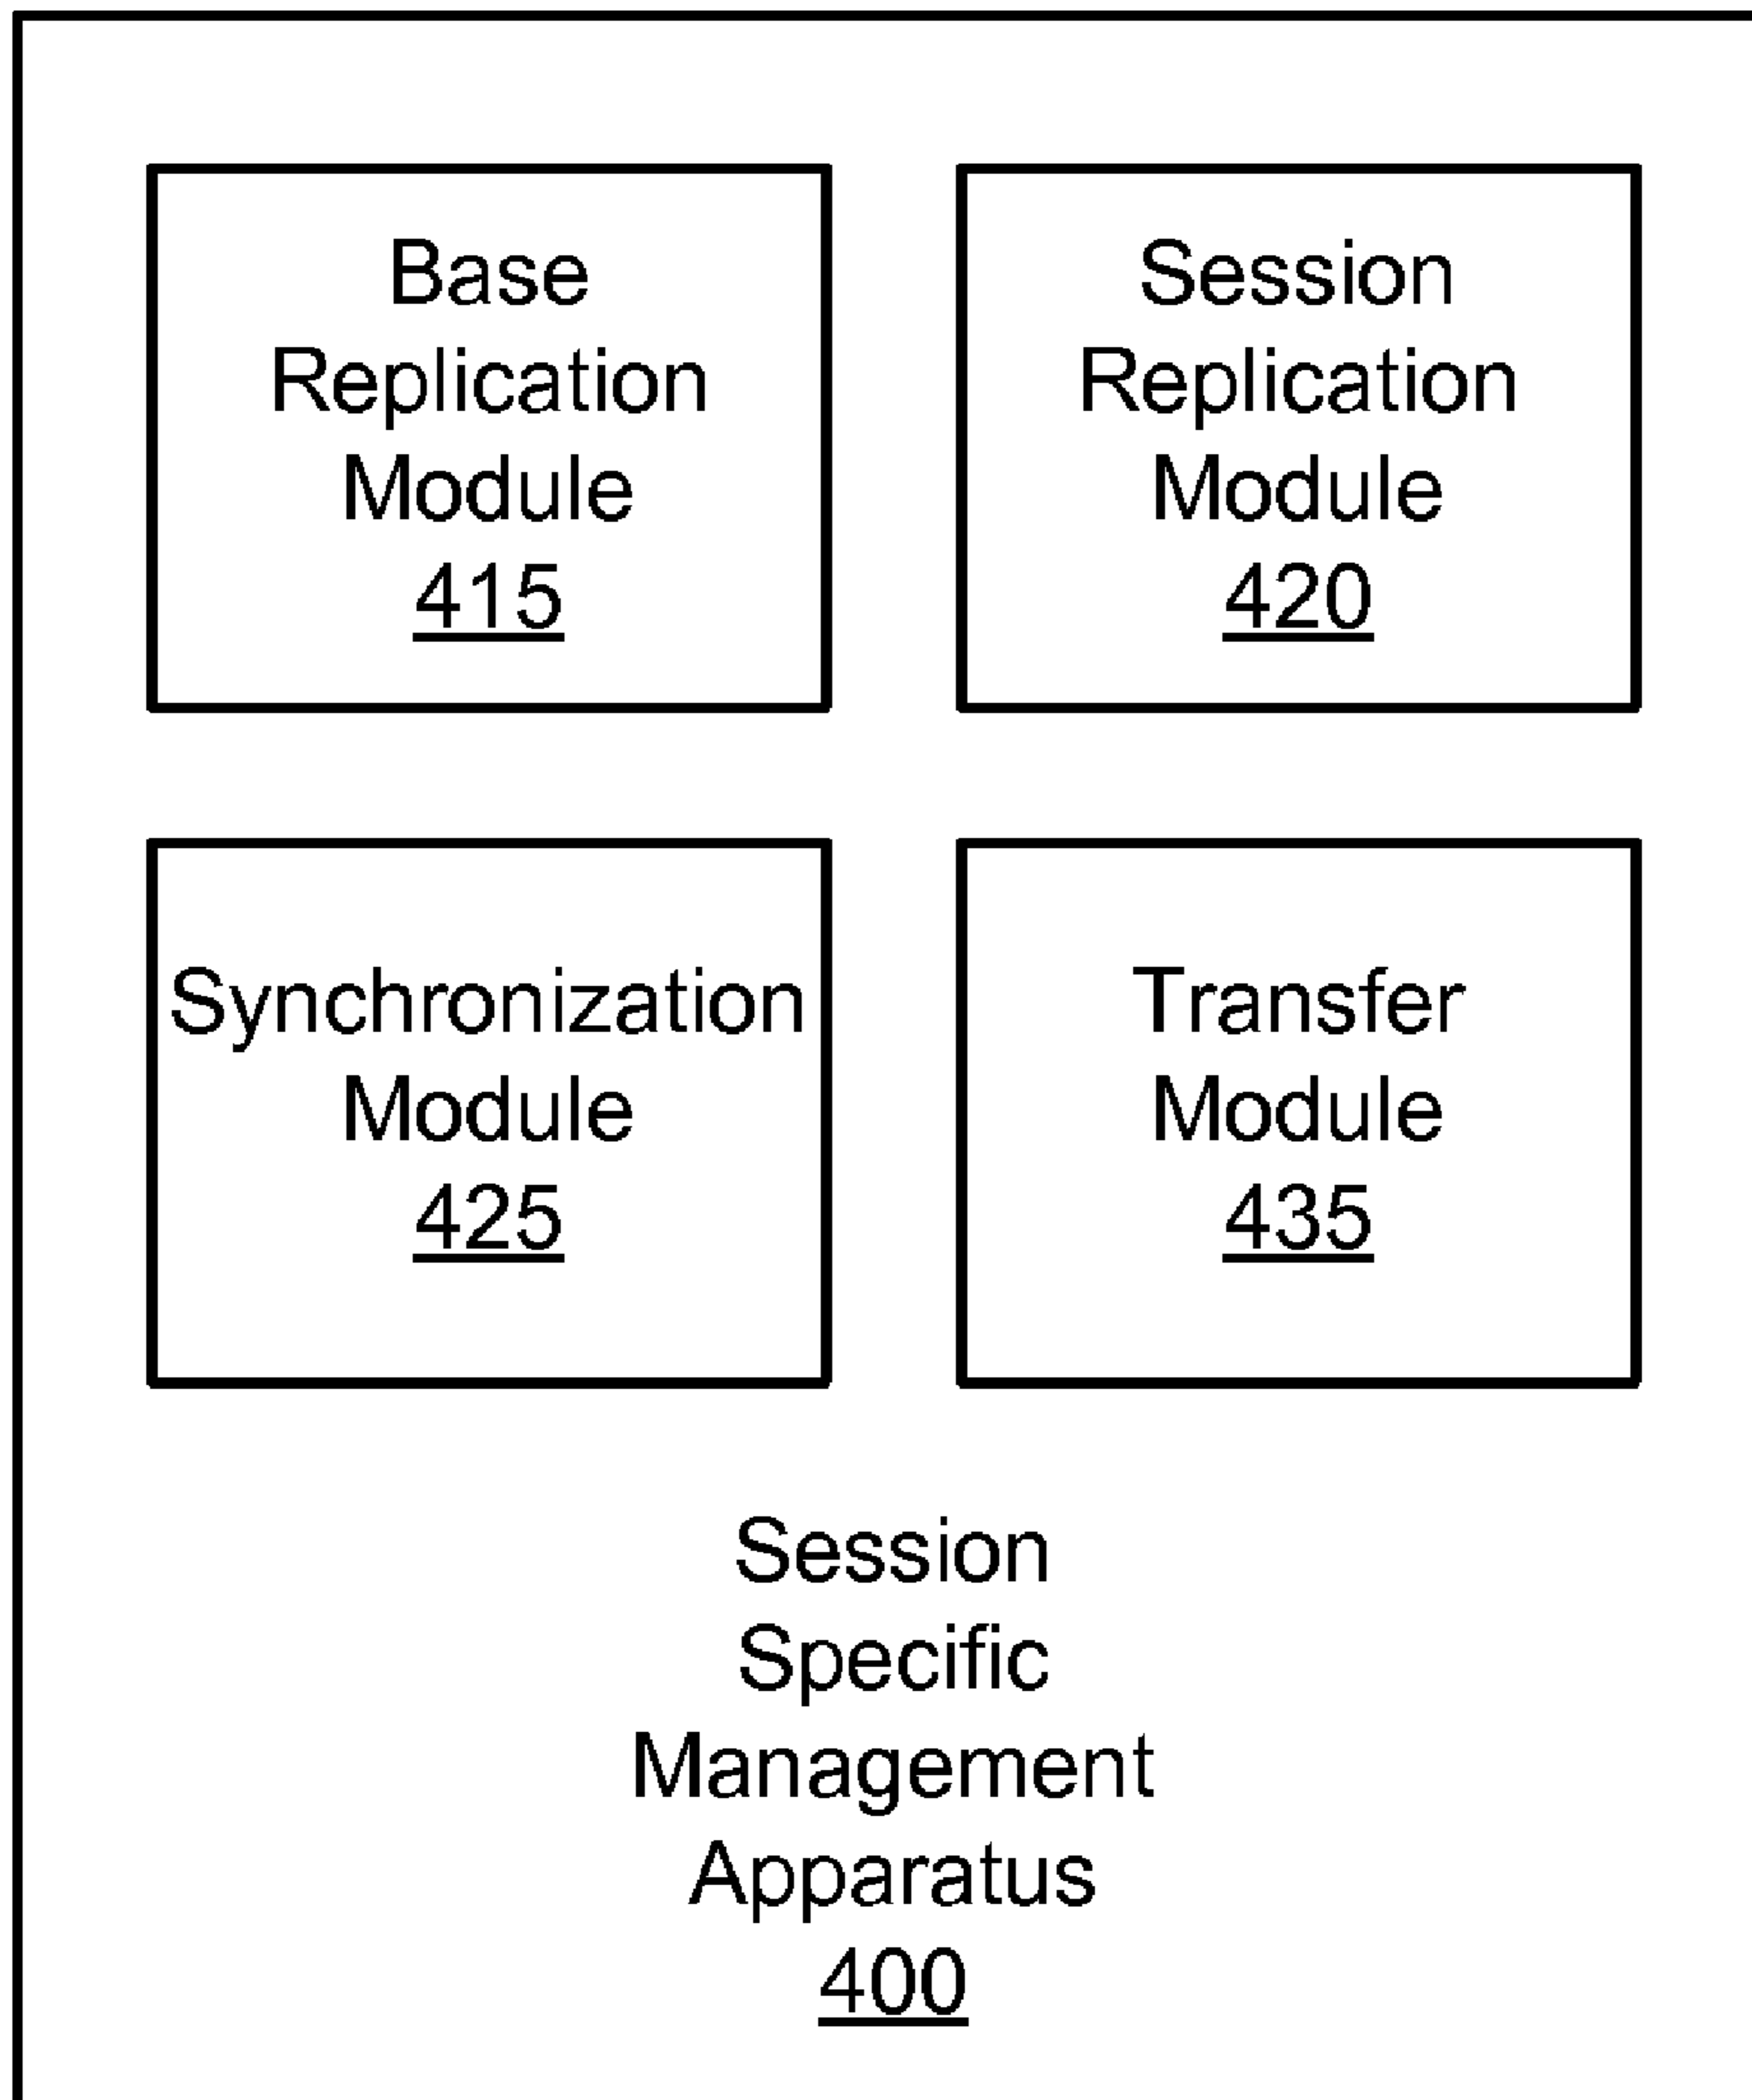 Base
Replication
Module
415
Session
Replication
Module
420
Synchronization
Module
425
Transfer
Module
435
Session
Specific
Management
Apparatus
400